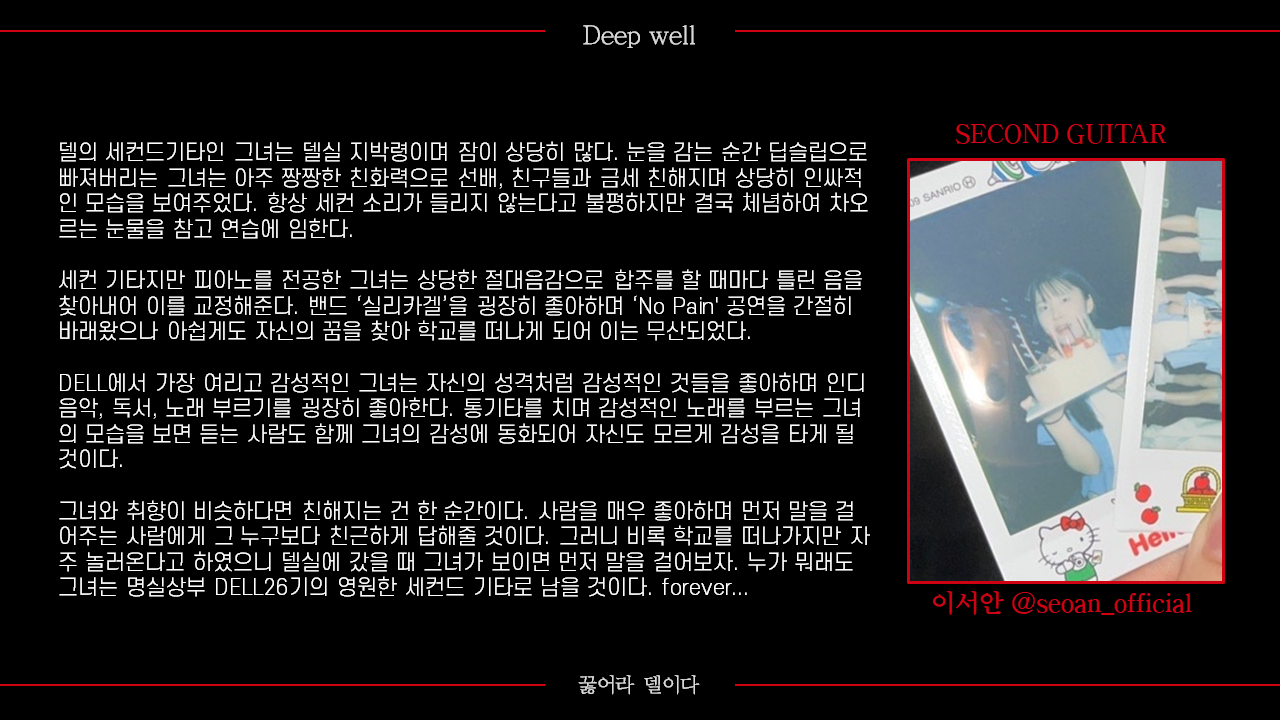 Deep well
델의 세컨드기타인 그녀는 델실 지박령이며 잠이 상당히 많다. 눈을 감는 순간 딥슬립으로
빠져버리는 그녀는 아주 짱짱한 친화력으로 선배, 친구들과 금세 친해지며 상당히 인싸적
인 모습을 보여주었다. 항상 세컨 소리가 들리지 않는다고 불평하지만 결국 체념하여 차오
르는 눈물을 참고 연습에 임한다.
세컨 기타지만 피아노를 전공한 그녀는 상당한 절대음감으로 합주를 할 때마다 틀린 음을
찾아내어 이를 교정해준다. 밴드 ‘실리카겔’을 굉장히 좋아하며 ‘No Pain' 공연을 간절히
바래왔으나 아쉽게도 자신의 꿈을 찾아 학교를 떠나게 되어 이는 무산되었다.
DELL에서 가장 여리고 감성적인 그녀는 자신의 성격처럼 감성적인 것들을 좋아하며 인디
음악, 독서, 노래 부르기를 굉장히 좋아한다. 통기타를 치며 감성적인 노래를 부르는 그녀
의 모습을 보면 듣는 사람도 함께 그녀의 감성에 동화되어 자신도 모르게 감성을 타게 될
것이다.
그녀와 취향이 비슷하다면 친해지는 건 한 순간이다. 사람을 매우 좋아하며 먼저 말을 걸
어주는 사람에게 그 누구보다 친근하게 답해줄 것이다. 그러니 비록 학교를 떠나가지만 자
주 놀러온다고 하였으니 델실에 갔을 때 그녀가 보이면 먼저 말을 걸어보자. 누가 뭐래도
그녀는 명실상부 DELL26기의 영원한 세컨드 기타로 남을 것이다. forever...
SECOND GUITAR
09 SANRIO H
Hello
이서안 @seoan_official
꿇어라 델이다